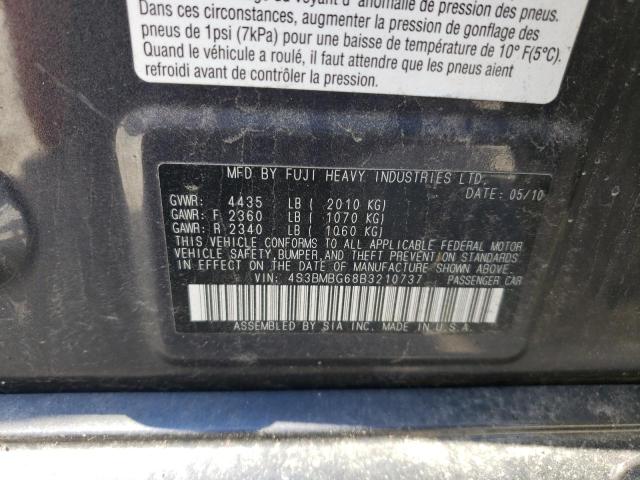 d'anomalie de pression des pneus.
Dans ces circonstances, augmenter la pression de gonflage des
pneus de 1psi (7kPa) pour une baisse de température de 10° F(5°C).
Quand le véhicule a roulé, il faut attendre que les pneus aient
refroidi avant de contrôler la pression.
MFD BY FUJI HEAVY INDUSTRIES LTD.
DATE: 05/10
GVWR: 4435 LB ( 2010 KG)
GAWR: F 2360 LB ( 1070 KG)
GAWR: R 2340 LB ( 1060 KG)
THIS VEHICLE CONFORMS TO ALL APPLICABLE FEDERAL MOTOR
VEHICLE SAFETY, BUMPER, AND THEFT PREVENTION STANDARDS
IN EFFECT ON THE DATE OF MANUFACTURE SHOWN ABOVE.
VIN: 4S3BMBG68B3210737 PASSENGER CAR
ASSEMBLED BY SIA INC. MADE IN U.S.A.